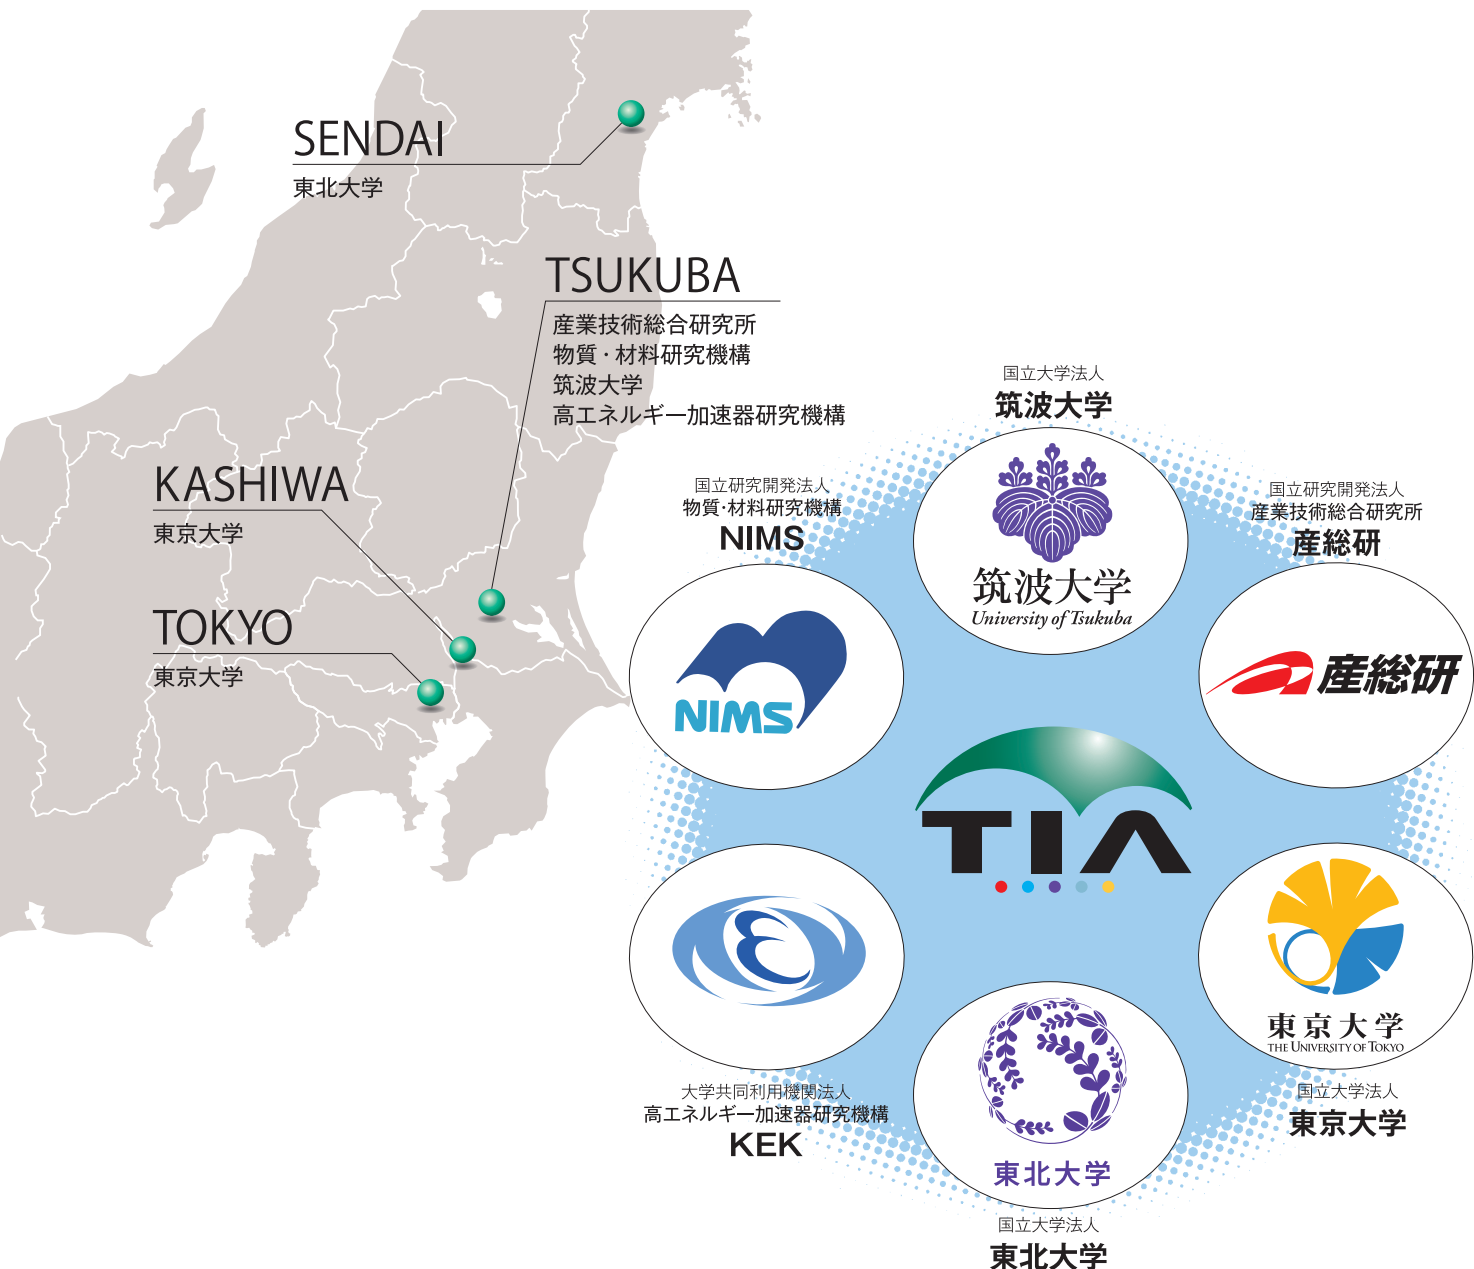 SENDAI
東北大学
TSUKUBA
産業技術総合研究所
物質・材料研究機構
筑波大学
高エネルギー加速器研究機構
KASHIWA
東京大学
TOKYO
東京大学
国立大学法人
筑波大学
筑波大学
University of Tsukuba
国立研究開発法人
物質・材料研究機構
NIMS
NIMS
国立研究開発法人
産業技術総合研究所
産総研
産総研
TIA
大学共同利用機関法人
高エネルギー加速器研究機構
KEK
東京大学
THE UNIVERSITY OF TOKYO
国立大学法人
東京大学
東北大学
国立大学法人
東北大学